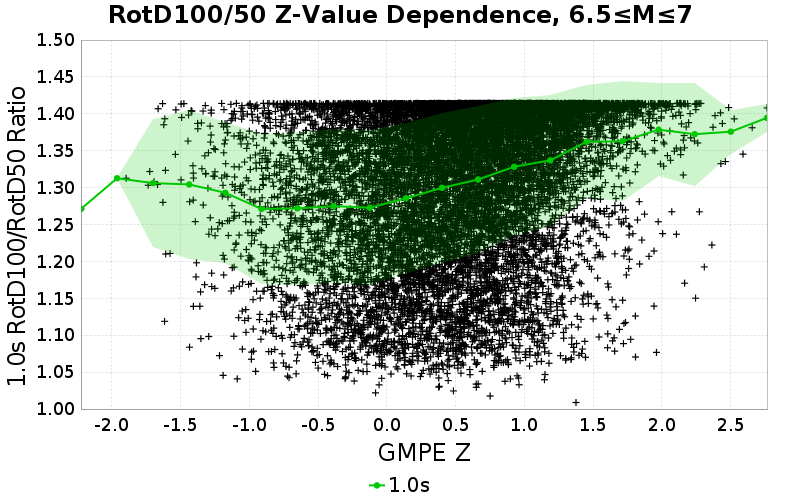 RotD100/50 Z-Value Dependence, 6.5≤M≤7
1.0s RotD100/RotD50 Ratio
1.50
1.45
1.40
1.35
1.30
1.25
1.20
1.15
1.10
1.05
1.00
-2.0 -1.5 -1.0 -0.5 0.0 0.5 1.0 1.5 2.0 2.5
GMPE Z
1.0s